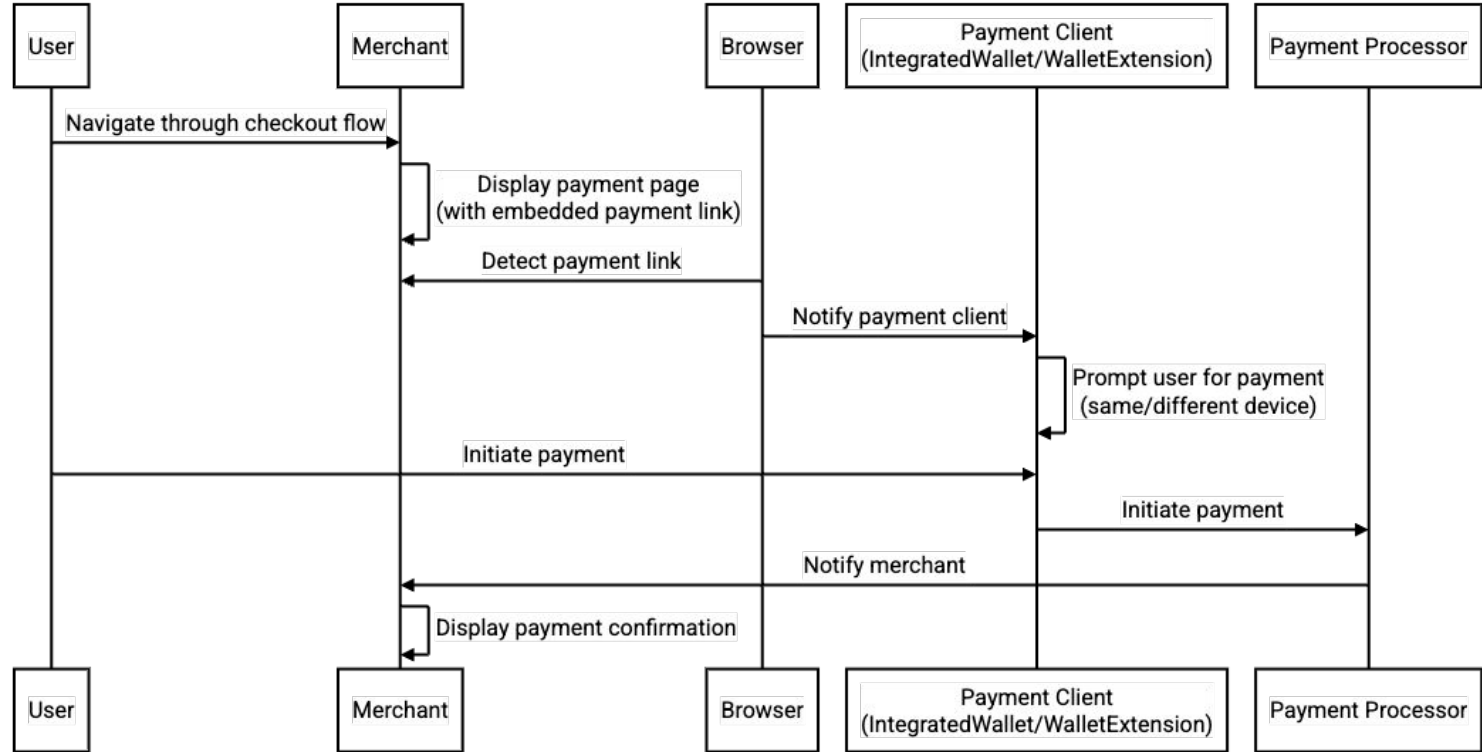 User
Merchant
Browser
Payment Client
(IntegratedWallet/WalletExtension)
Payment Processor
Navigate through checkout flow
Display payment page
(with embedded payment link)
Detect payment link
Notify payment client
Prompt user for payment
(same/different device)
Initiate payment
Initiate payment
Notify merchant
Display payment confirmation
User
Merchant
Browser
Payment Client
(IntegratedWallet/WalletExtension)
Payment Processor